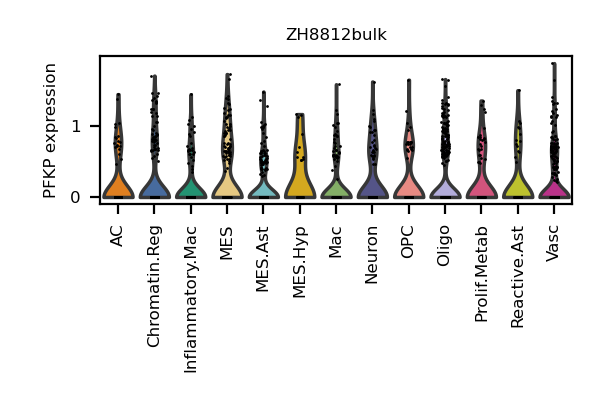 ZH8812bulk
PFKP expression
1
0
AC
Chromatin.Reg
Inflammatory.Mac
MES
MES.Ast
MES.Hyp
Mac
Neuron
OPC
Oligo
Prolif.Metab
Reactive.Ast
Vasc